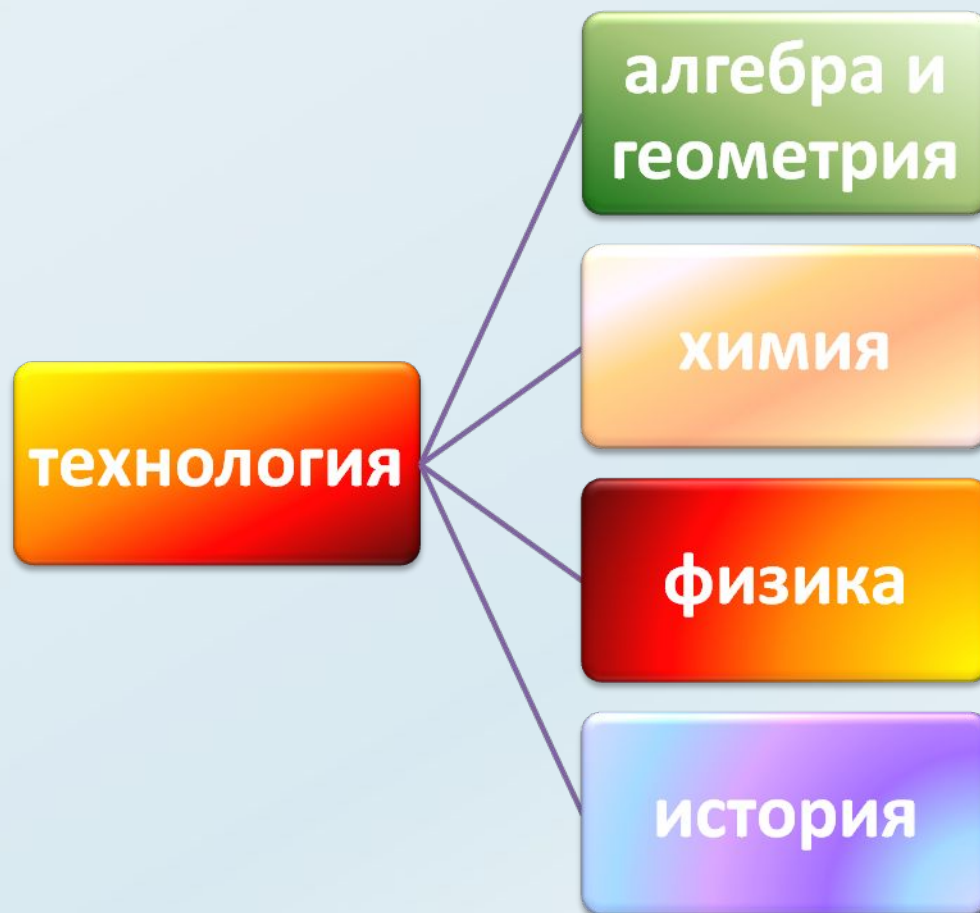 алгебра и
геометрия
химия
технология
физика
история